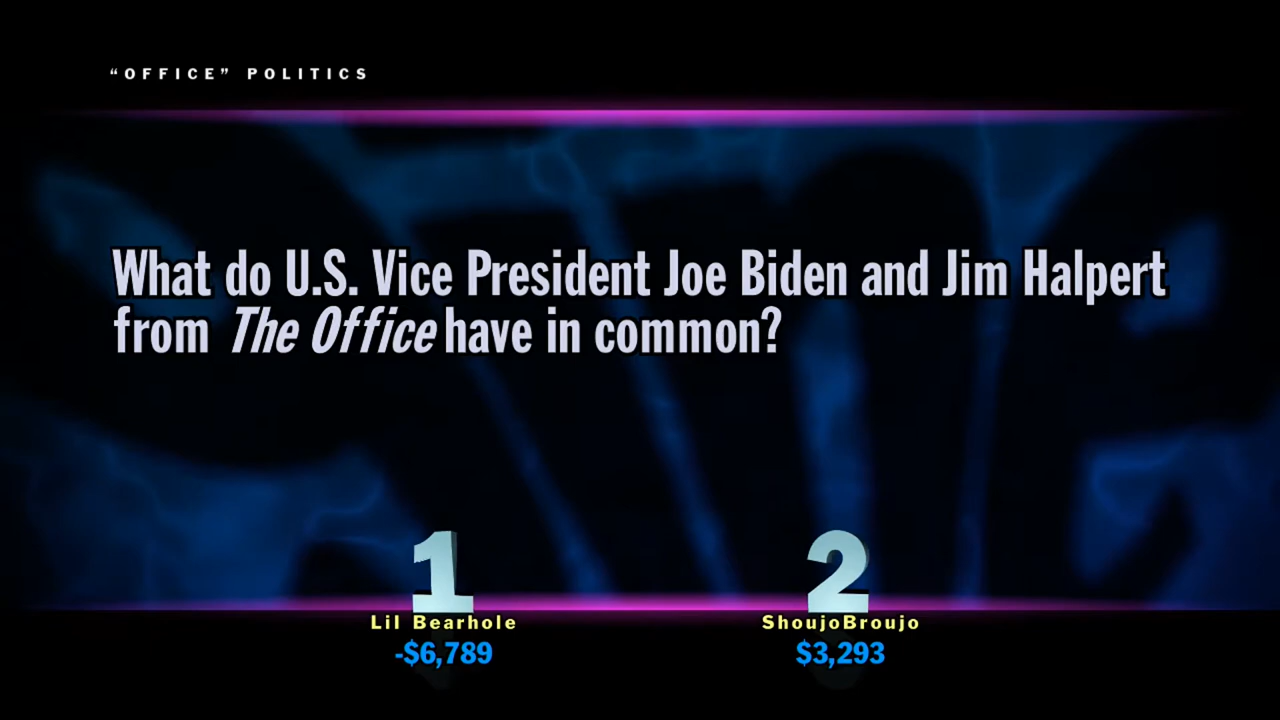 “OFFICE” POLITICS
What do U.S. Vice President Joe Biden and Jim Halpert
from The Office have in common?
1 2
Lil Bearhole ShoujoBroujo
-$6,789 $3,293